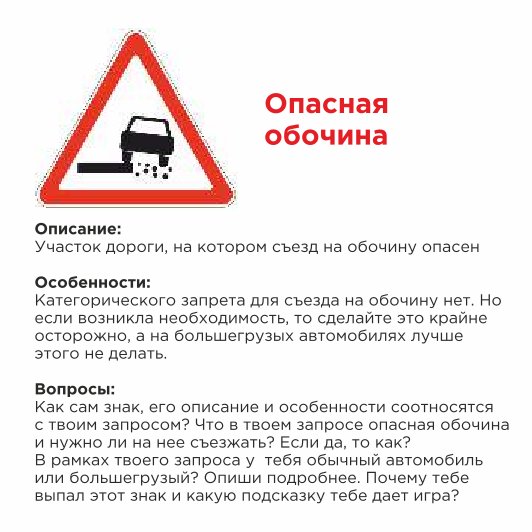 Опасная
обочина
Описание:
Участок дороги, на котором съезд на обочину опасен
Особенности:
Категорического запрета для съезда на обочину нет. Но
если возникла необходимость, то сделайте это крайне
осторожно, а на большегрузых автомобилях лучше
этого не делать.
Вопросы:
Как сам знак, его описание и особенности соотносятся
с твоим запросом? Что в твоем запросе опасная обочина
и нужно ли на нее съезжать? Если да, то как?
В рамках твоего запроса у  тебя обычный автомобиль
или большегрузый? Опиши подробнее. Почему тебе
выпал этот знак и какую подсказку тебе дает игра?